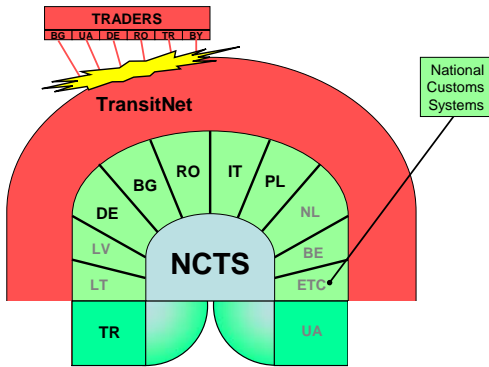 TRADERS
BG UA DE RO TR BY
National
Customs
Systems
TransitNet
RO IT
BG PL
DE NL
LV BE
NCTS
LT ETC
TR UA